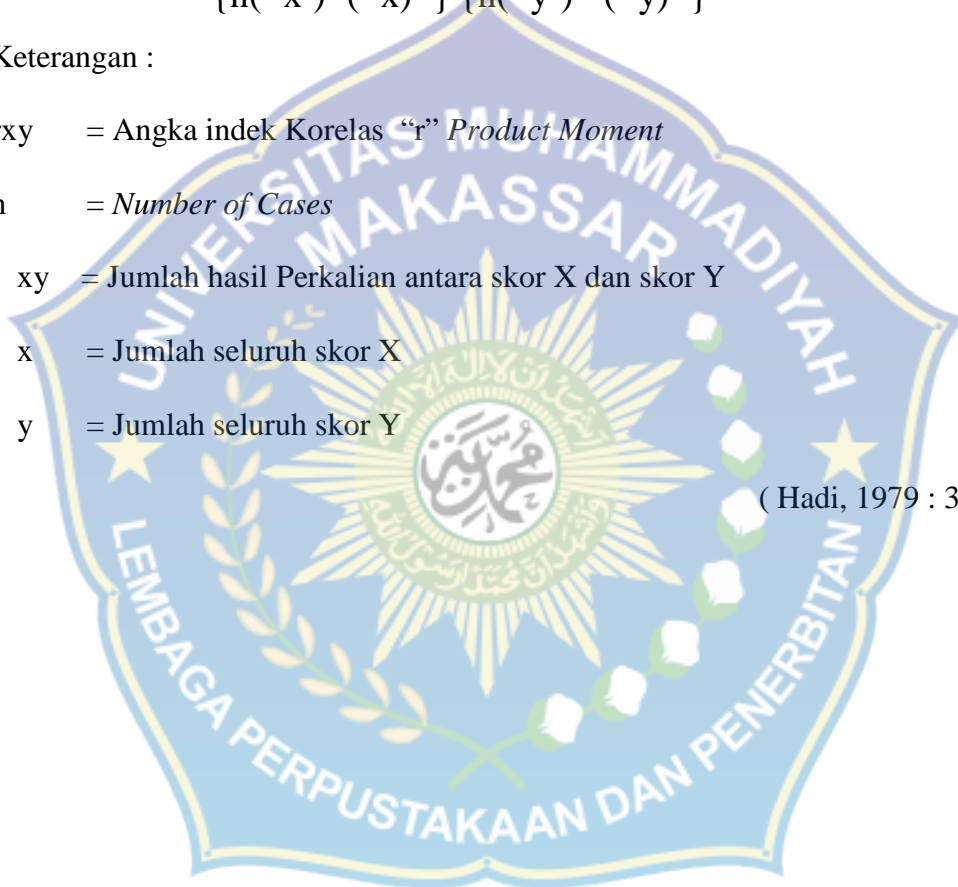 {n( x ) ( x) } {n( y ) ( y) }
Keterangan :
xy = Angka indek Korelas “r” Product Moment
n = Number of Cases
xy = Jumlah hasil Perkalian antara skor X dan skor Y
x = Jumlah seluruh skor X
y = Jumlah seluruh skor Y
( Hadi, 1979 : 3
UNIVERSITAS MUHAMMADIYAH
MAKASSAR
LEMBAGA PERPUSTAKAAN DAN PENERBITAN
محمد